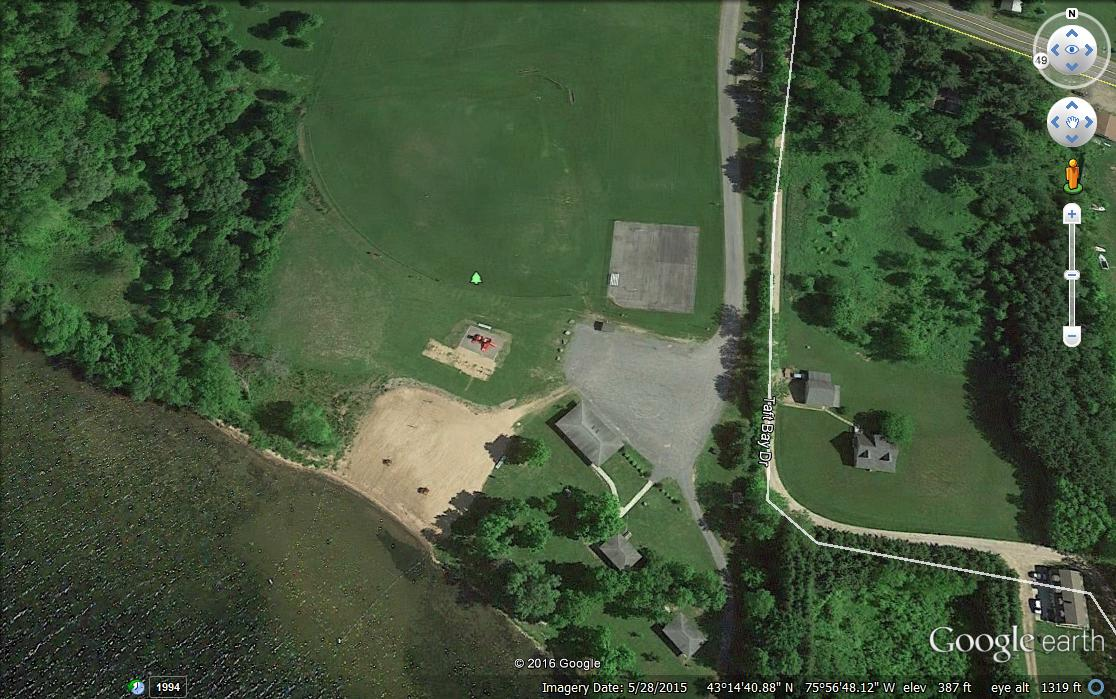 N
49
Taft Bay Dr
Google earth
© 2016 Google
1994
Imagery Date: 5/28/2015 43°14'40.88" N 75°56'48.12" W elev 387 ft eye alt 1319 ft